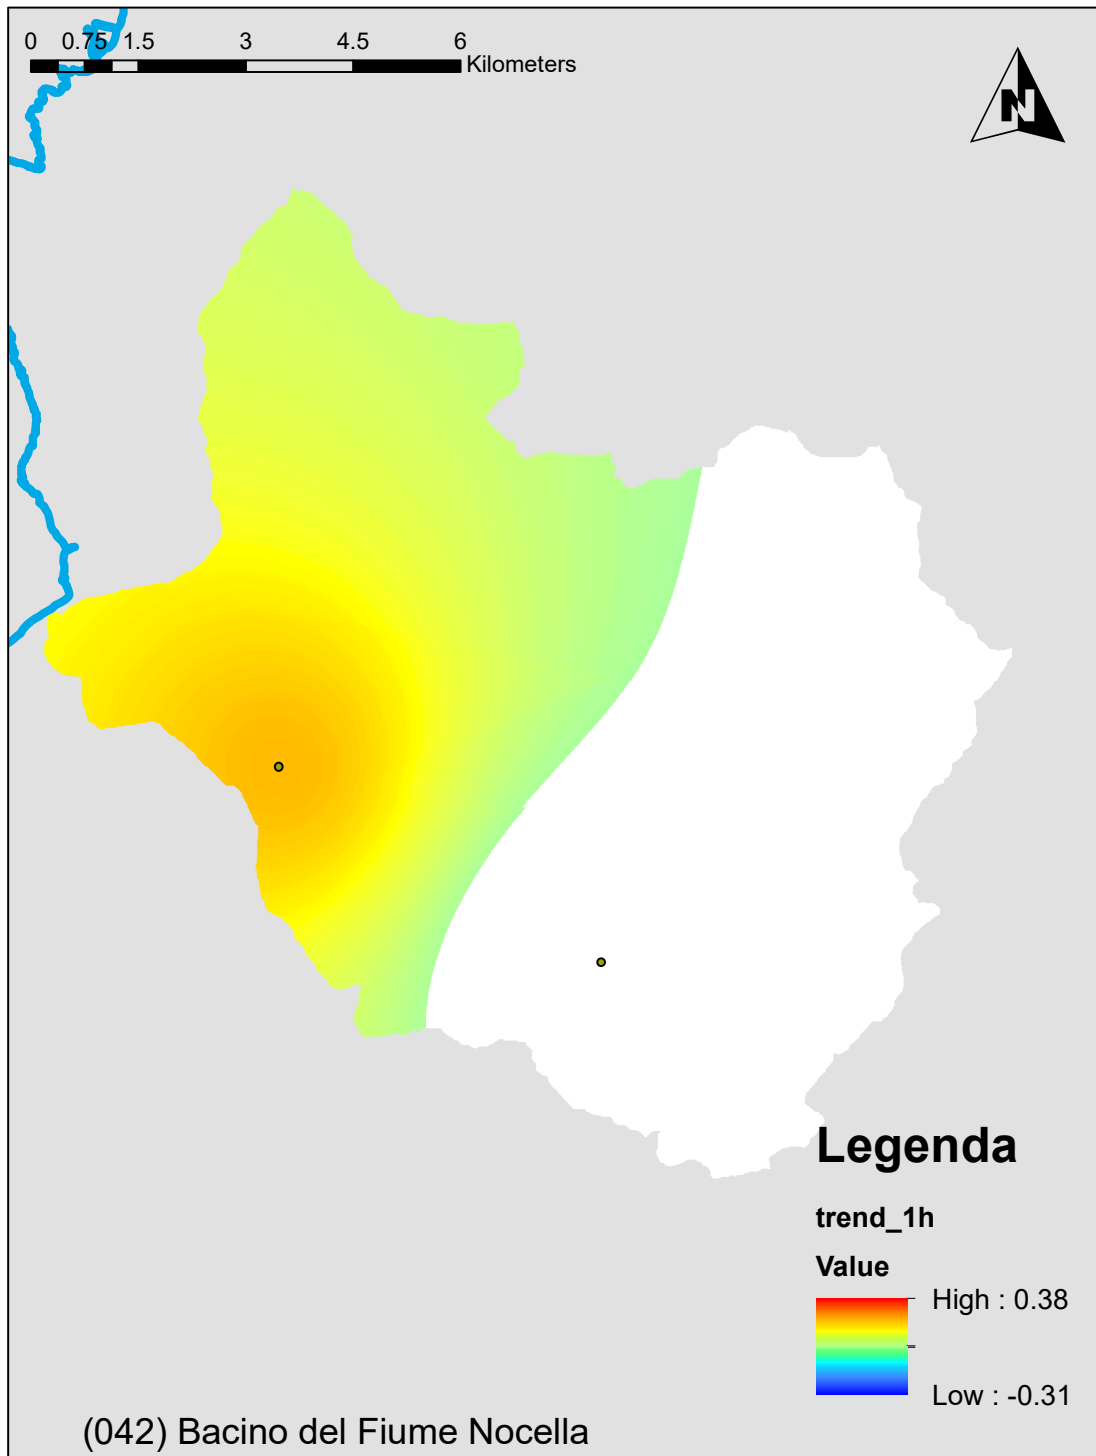 0 0.75 1.5 3 4.5 6
Kilometers
N
Legenda
trend_1h
Value
High : 0.38
Low : -0.31
(042) Bacino del Fiume Nocella